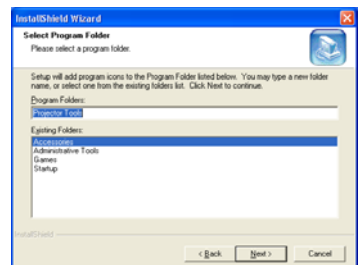 InstallShield Wizard
Select Program Folder
Please select a program folder.
Setup will add program icons to the Program Folder listed below. You may type a new folder
name, or select one from the existing folders list. Click Next to continue.
Program Folders:
Projector Tools
Existing Folders:
Accessories
Administrative Tools
Games
Startup
InstallShield
< Back
Next >
Cancel